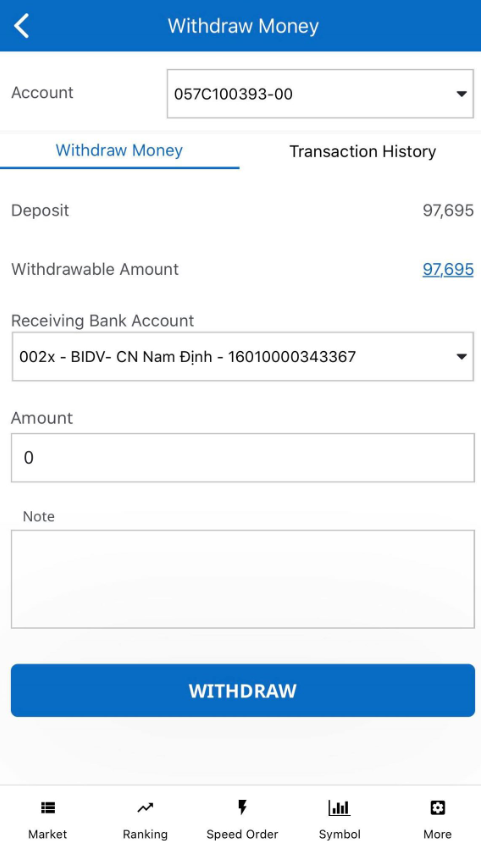 Withdraw Money
Account
057C100393-00
Withdraw Money
Transaction History
Deposit
97,695
Withdrawable Amount
97,695
Receiving Bank Account
002x - BIDV- CN Nam Định - 16010000343367
Amount
0
Note
WITHDRAW
Market
Ranking
Speed Order
Symbol
More